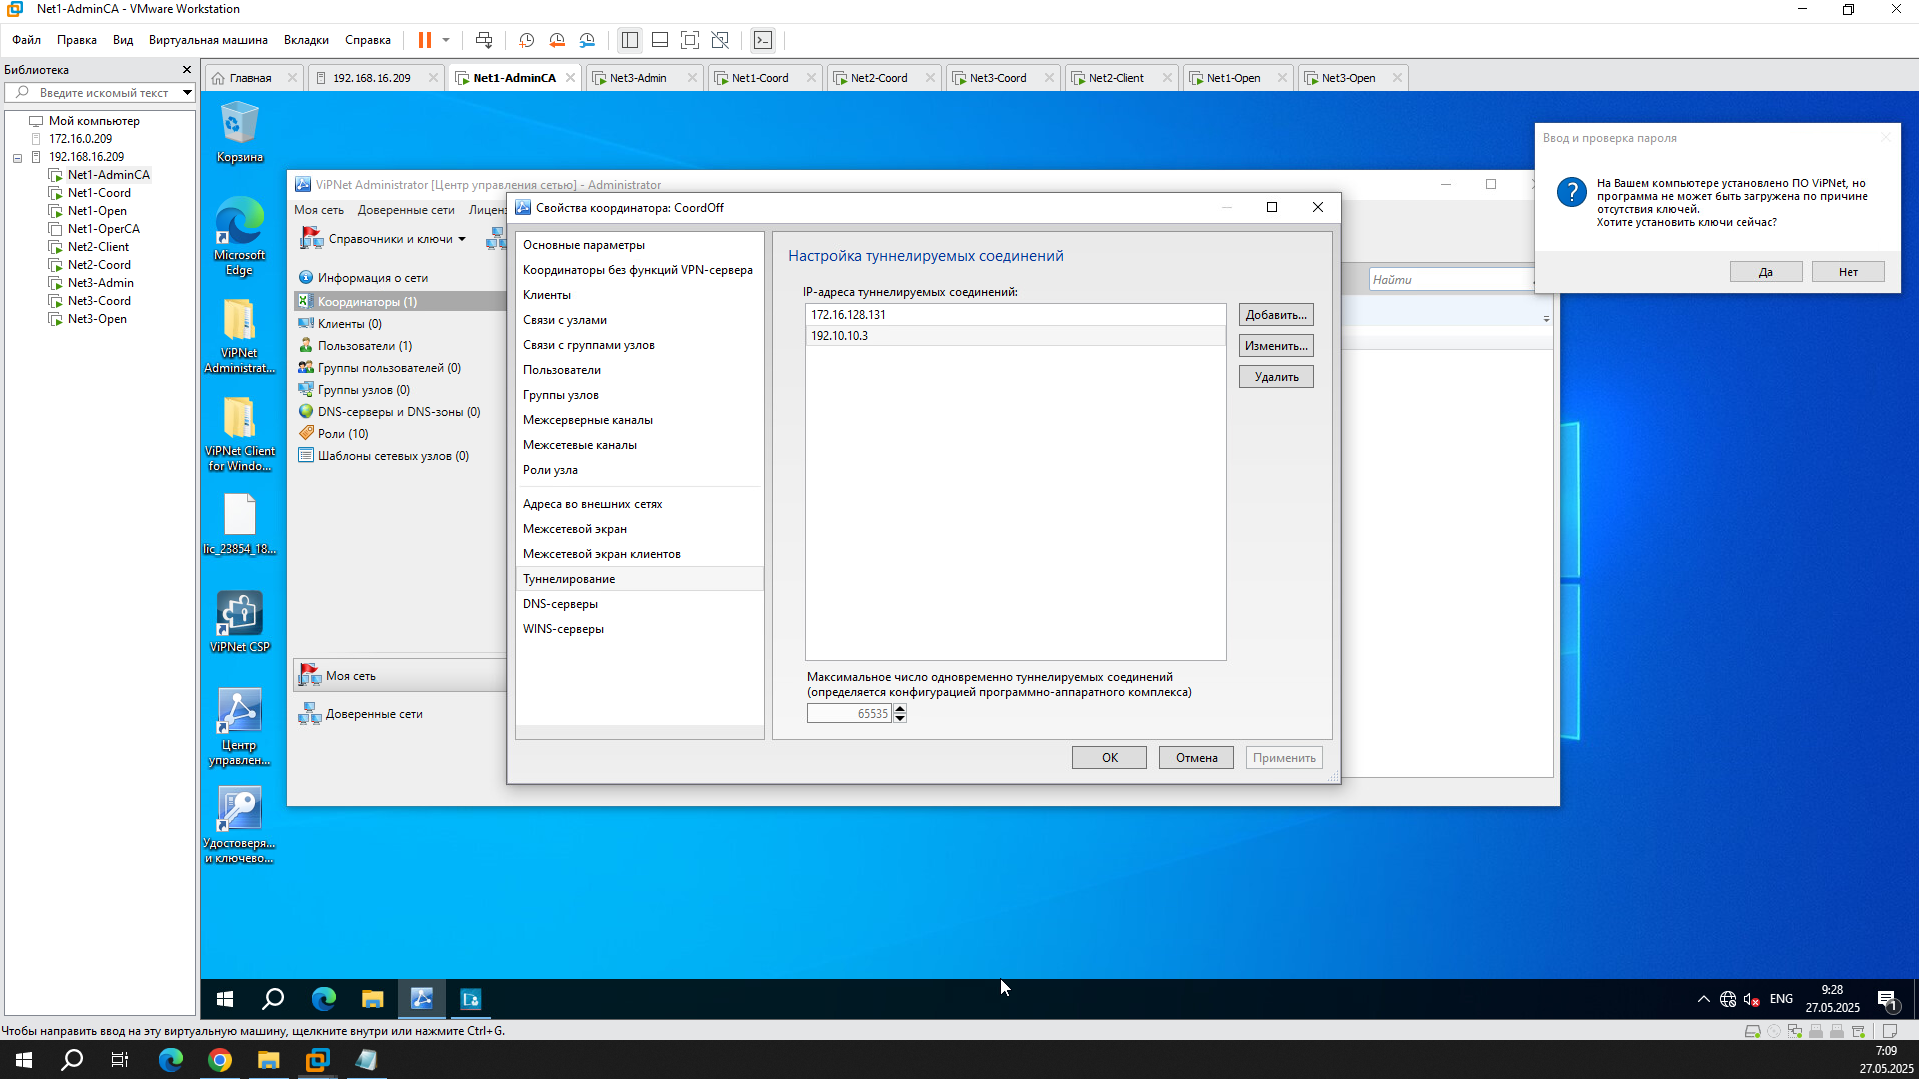 Net1-AdminCA - VMware Workstation
Файл Правка Вид Виртуальная машина Вкладки Справка
Библиотека
Введите искомый текст
Мой компьютер
172.16.0.209
192.168.16.209
Net1-AdminCA
Net1-Coord
Net1-Open
Net1-OperCA
Net2-Client
Net2-Coord
Net3-Admin
Net3-Coord
Net3-Open
Главная 192.168.16.209 Net1-AdminCA Net3-Admin Net1-Coord Net2-Coord Net3-Coord Net2-Client Net1-Open Net3-Open
Корзина
Microsoft
Edge
ViPNet
Administrat...
ViPNet Client
for Windo...
lic_23854_18...
ViPNet CSP
Центр
управлен...
Удостоверя...
и ключево...
ViPNet Administrator [Центр управления сетью] - Administrator
Моя сеть Доверенные сети Лицен
Справочники и ключи
Информация о сети
Координаторы (1)
Клиенты (0)
Пользователи (1)
Группы пользователей (0)
Группы узлов (0)
DNS-серверы и DNS-зоны (0)
Роли (10)
Шаблоны сетевых узлов (0)
Моя сеть
Доверенные сети
Найти
Свойства координатора: CoordOff
Основные параметры
Координаторы без функций VPN-сервера
Клиенты
Связи с узлами
Связи с группами узлов
Пользователи
Группы узлов
Межсерверные каналы
Межсетевые каналы
Роли узла
Адреса во внешних сетях
Межсетевой экран
Межсетевой экран клиентов
Туннелирование
DNS-серверы
WINS-серверы
Настройка туннелируемых соединений
IP-адреса туннелируемых соединений:
172.16.128.131
192.10.10.3
Добавить...
Изменить...
Удалить
Максимальное число одновременно туннелируемых соединений
(определяется конфигурацией программно-аппаратного комплекса)
65535
OK Отмена Применить
Ввод и проверка пароля
На Вашем компьютере установлено ПО ViPNet, но
программа не может быть загружена по причине
отсутствия ключей.
Хотите установить ключи сейчас?
Да Нет
ENG
9:28
27.05.2025
1
Чтобы направить ввод на эту виртуальную машину, щелкните внутри или нажмите Ctrl+G.
7:09
27.05.2025